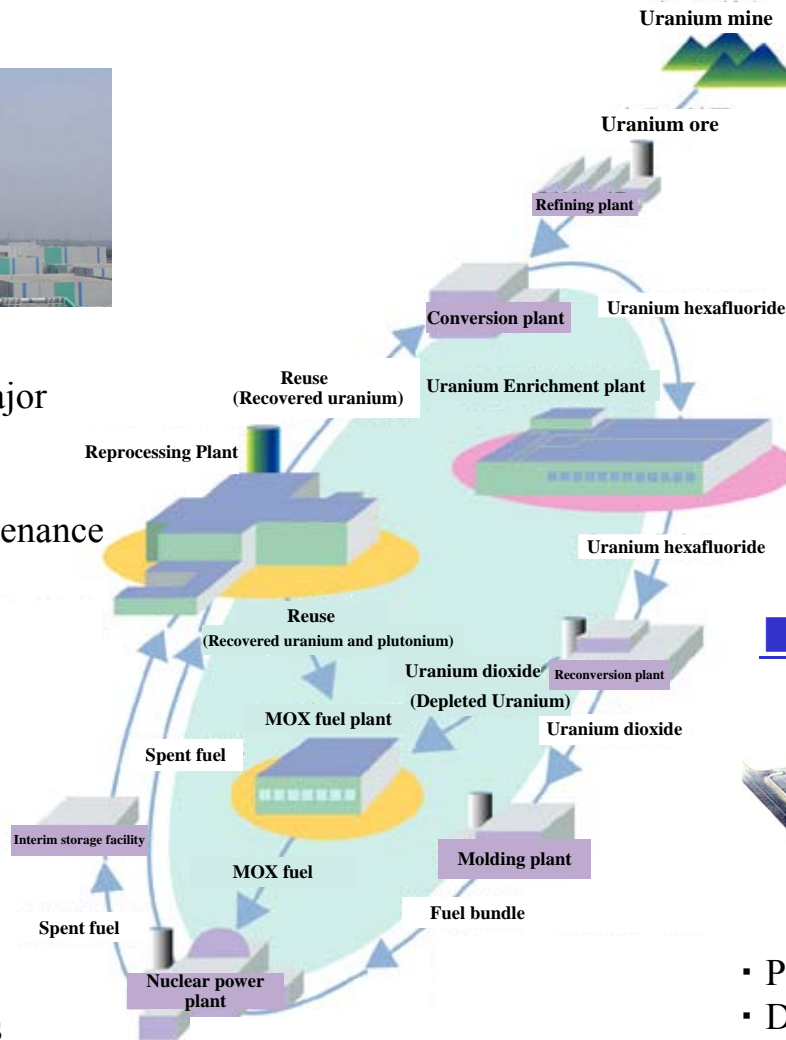 Uranium mine
Uranium ore
Refining plant
Conversion plant
Uranium hexafluoride
Reuse
(Recovered uranium)
Uranium Enrichment plant
Reprocessing Plant
Uranium hexafluoride
Reuse
(Recovered uranium and plutonium)
Uranium dioxide
(Depleted Uranium)
Reconversion plant
MOX fuel plant
Uranium dioxide
Spent fuel
Interim storage facility
Molding plant
MOX fuel
Fuel bundle
Spent fuel
Nuclear power
plant